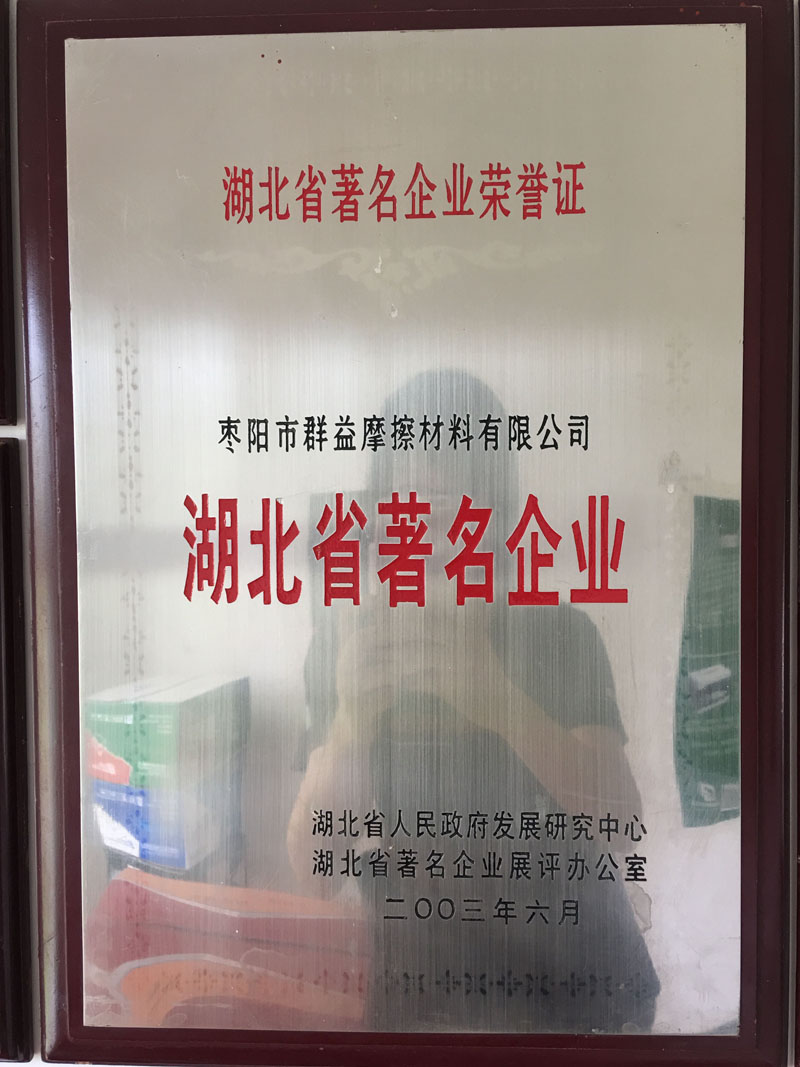 湖北省著名企业荣誉证
枣阳市群益摩擦材料有限公司
湖北省著名企业
湖北省人民政府发展研究中心
湖北省著名企业展评办公室
二〇〇三年六月